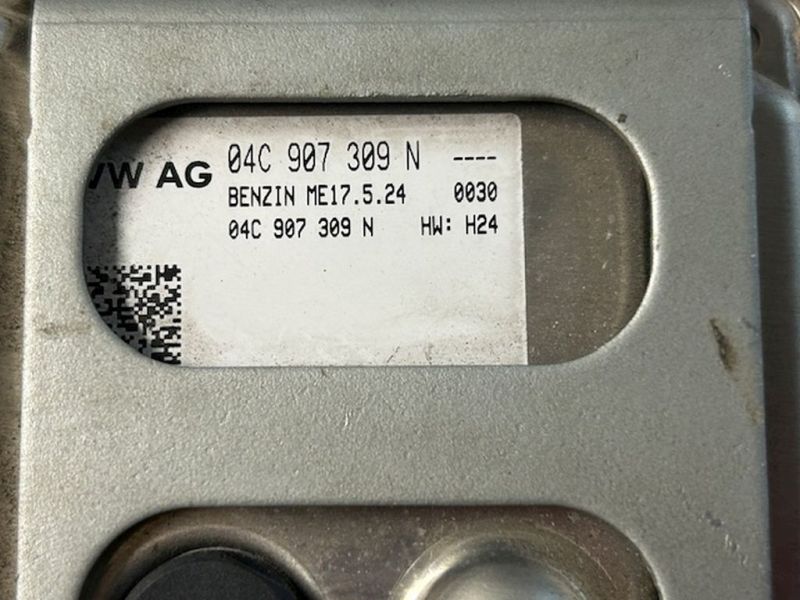 VW AG 04C 907 309 N ----
BENZIN ME17.5.24 0030
04C 907 309 N HW: H24